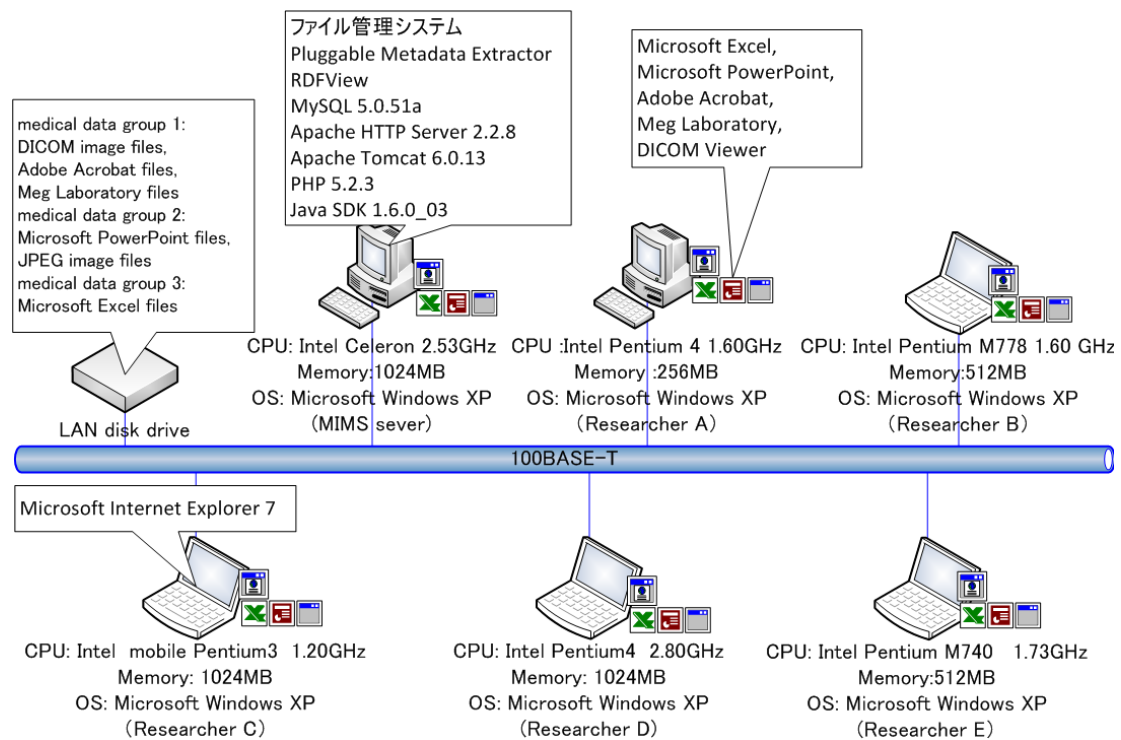 ファイル管理システム
Pluggable Metadata Extractor
RDFView
MySQL 5.0.51a
Apache HTTP Server 2.2.8
Apache Tomcat 6.0.13
PHP 5.2.3
Java SDK 1.6.0_03
Microsoft Excel,
Microsoft PowerPoint,
Adobe Acrobat,
Meg Laboratory,
DICOM Viewer
medical data group 1:
DICOM image files,
Adobe Acrobat files,
Meg Laboratory files
medical data group 2:
Microsoft PowerPoint files,
JPEG image files
medical data group 3:
Microsoft Excel files
LAN disk drive
CPU: Intel Celeron 2.53GHz
Memory:1024MB
OS: Microsoft Windows XP
(MIMS sever)
CPU :Intel Pentium 4 1.60GHz
Memory :256MB
OS: Microsoft Windows XP
(Researcher A)
CPU: Intel Pentium M778 1.60 GHz
Memory:512MB
OS: Microsoft Windows XP
(Researcher B)
100BASE-T
Microsoft Internet Explorer 7
CPU: Intel mobile Pentium3 1.20GHz
Memory: 1024MB
OS: Microsoft Windows XP
(Researcher C)
CPU: Intel Pentium4 2.80GHz
Memory: 1024MB
OS: Microsoft Windows XP
(Researcher D)
CPU: Intel Pentium M740 1.73GHz
Memory:512MB
OS: Microsoft Windows XP
(Researcher E)